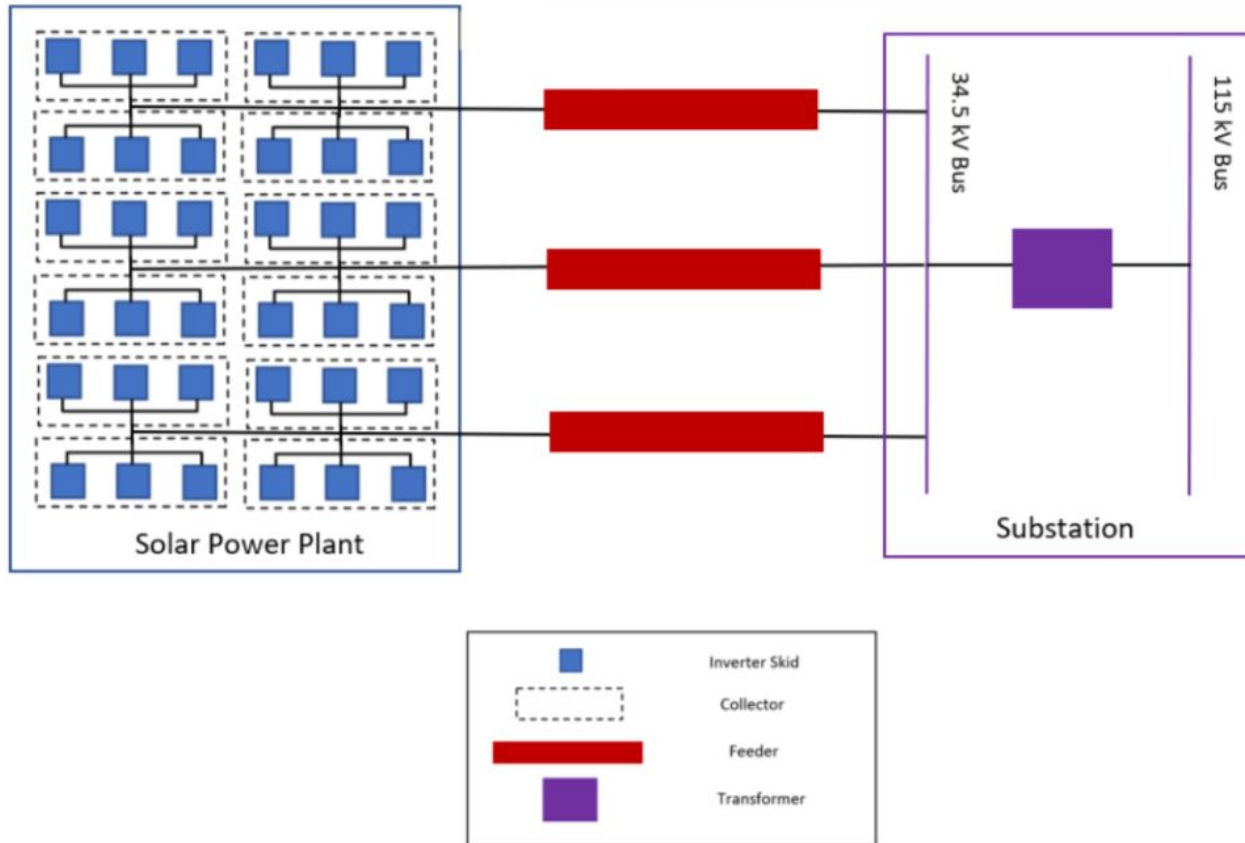 34.5 kV Bus
115 kV Bus
Solar Power Plant
Substation
Inverter Skid
Collector
Feeder
Transformer